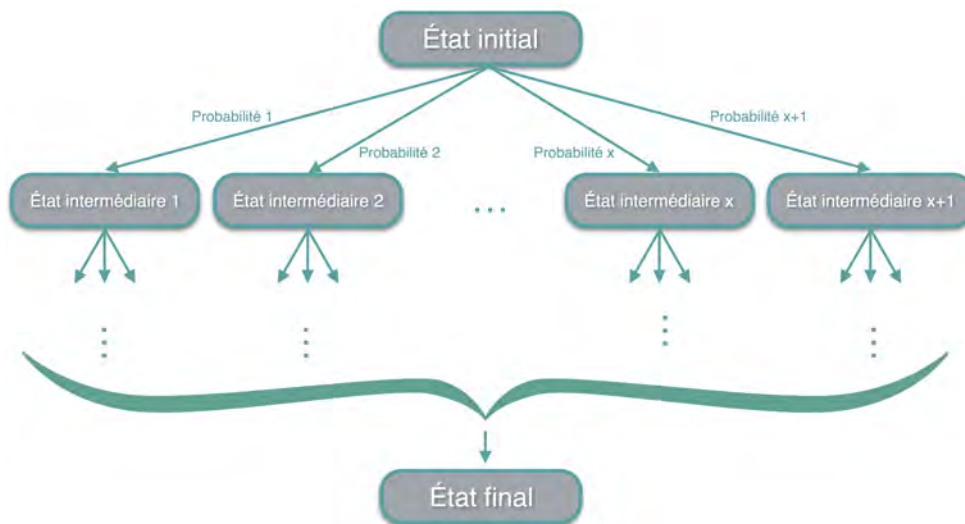 État initial
Probabilité 1
Probabilité x+1
Probabilité 2
Probabilité x
État intermédiaire 1
État intermédiaire 2
...
État intermédiaire x
État intermédiaire x+1
État final